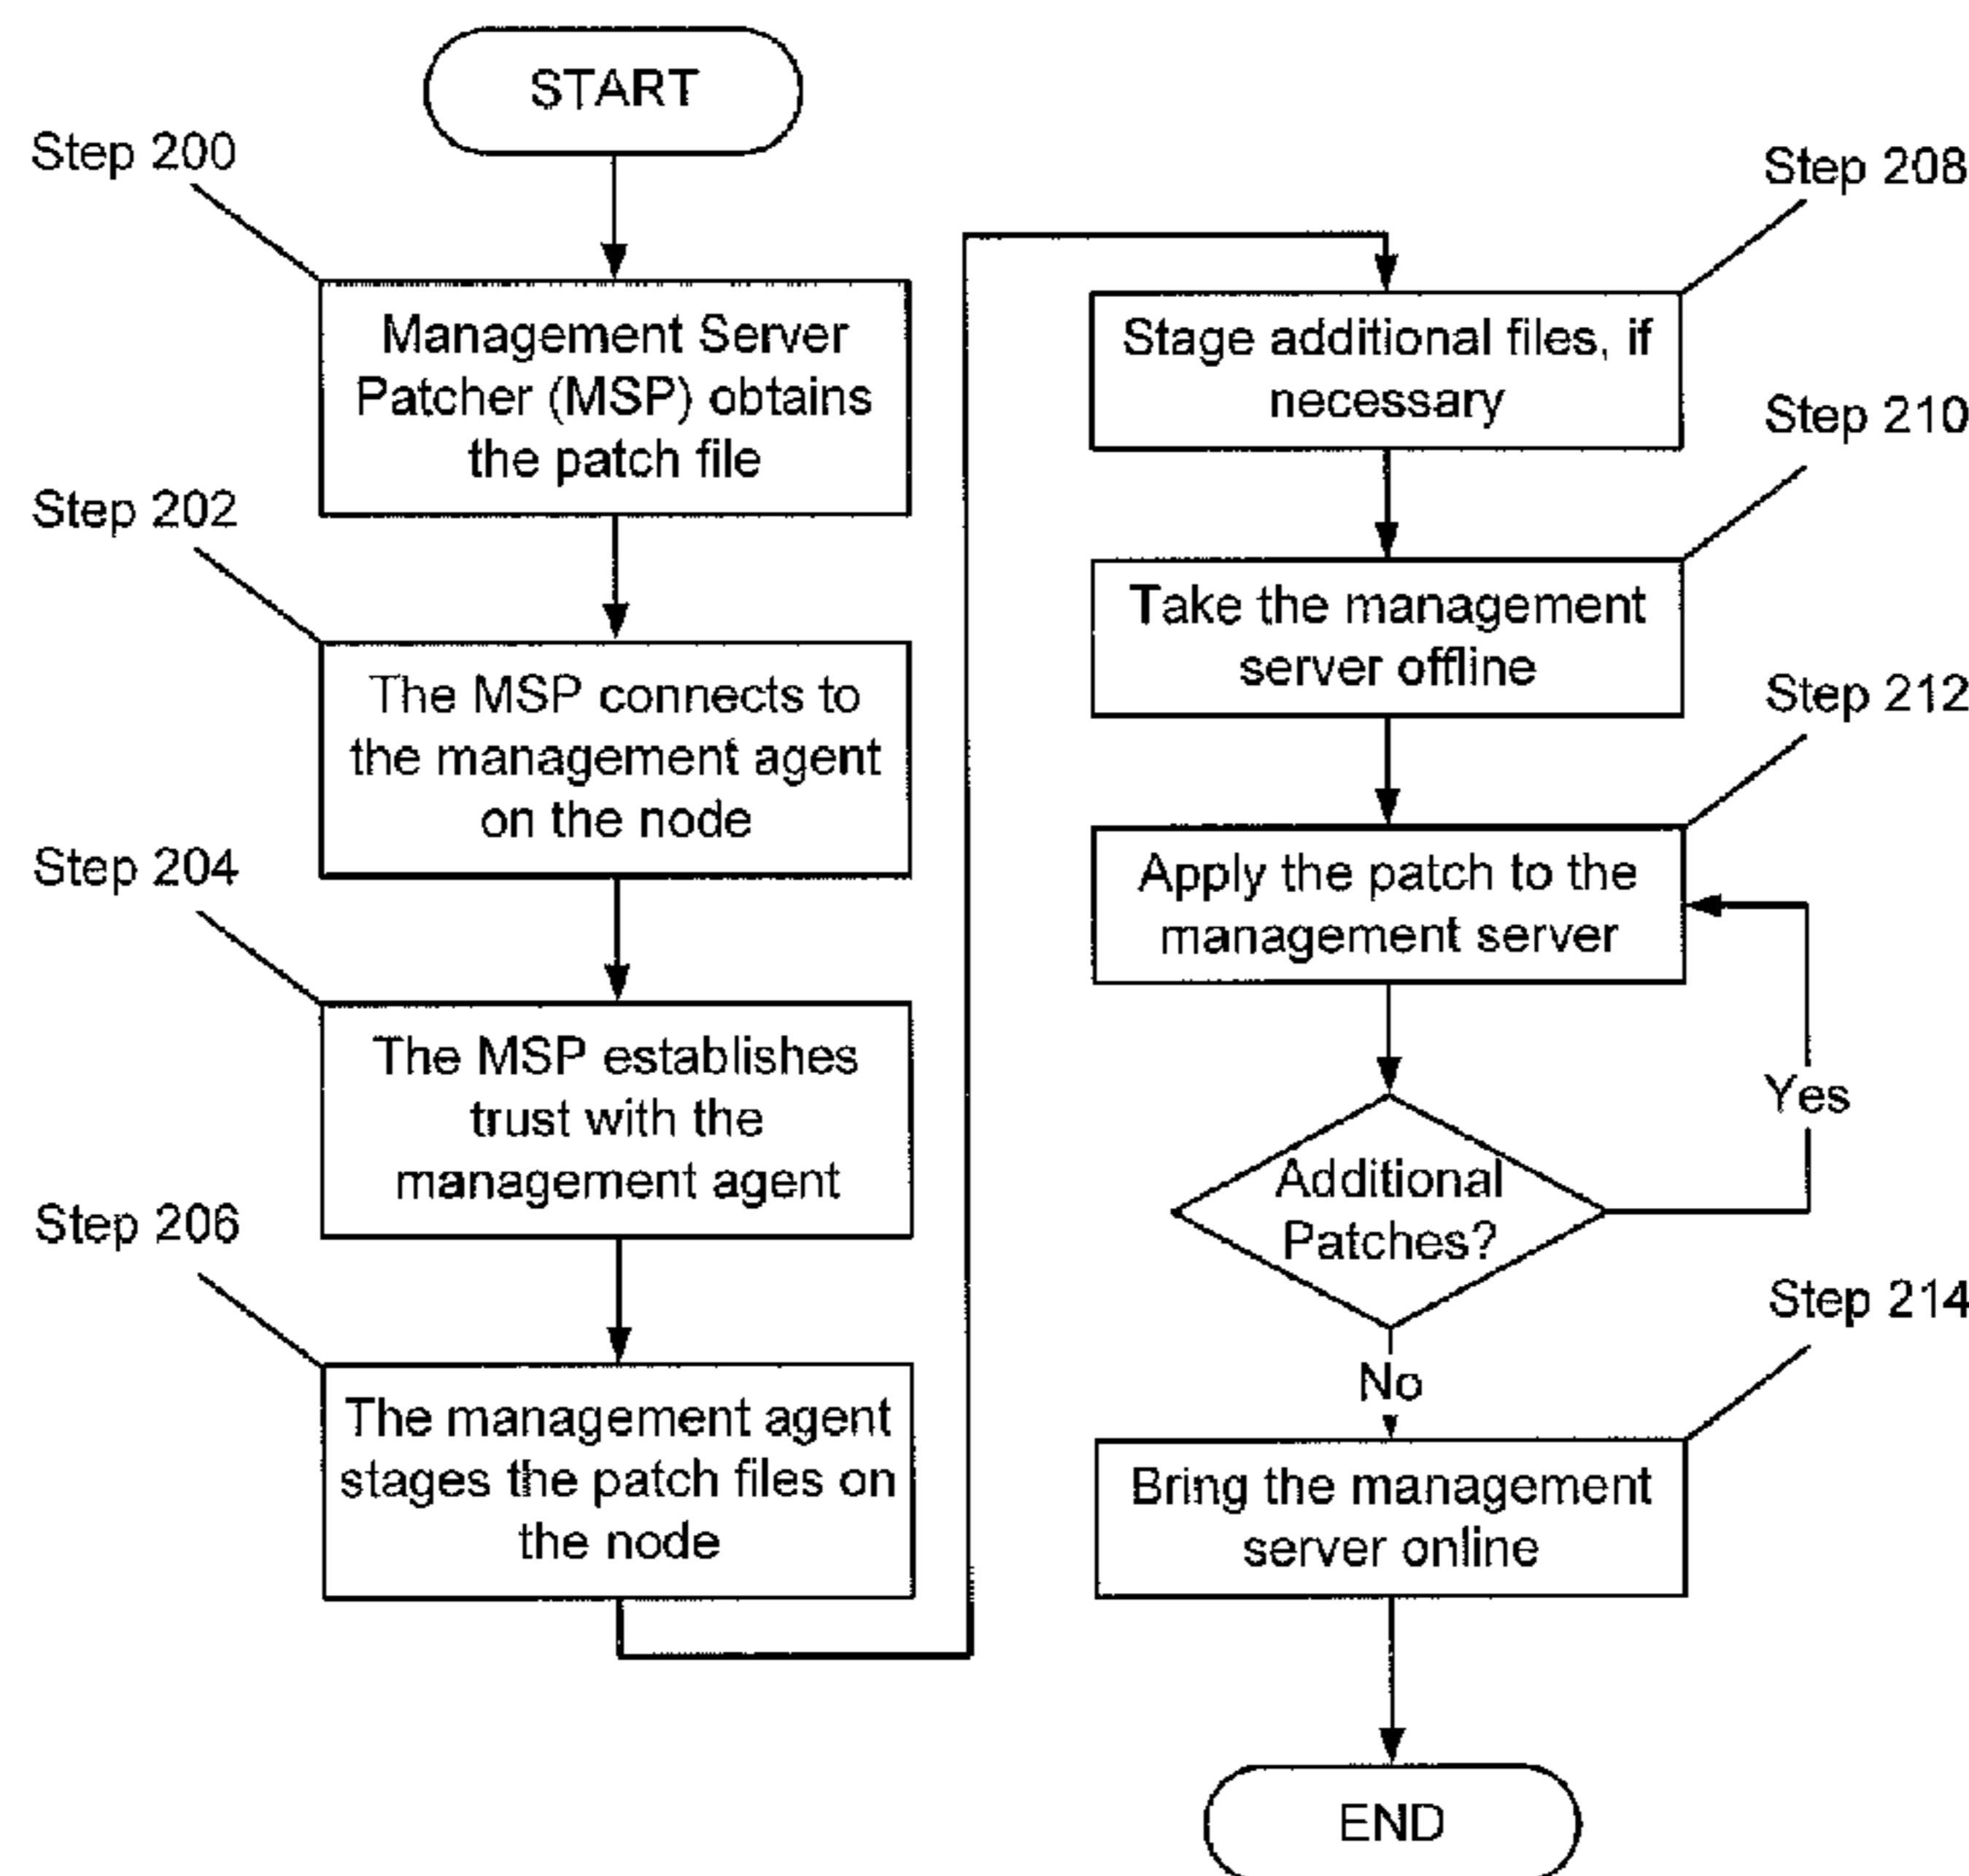 START
Step 200
Management Server
Patcher (MSP) obtains
the patch file
Step 202
The MSP connects to
the management agent
on the node
Step 204
The MSP establishes
trust with the
management agent
Step 206
The management agent
stages the patch files on
the node
Step 208
Stage additional files, if
necessary
Step 210
Take the management
server offline
Step 212
Apply the patch to the
management server
Additional
Patches?
Yes
No
Step 214
Bring the management
server online
END